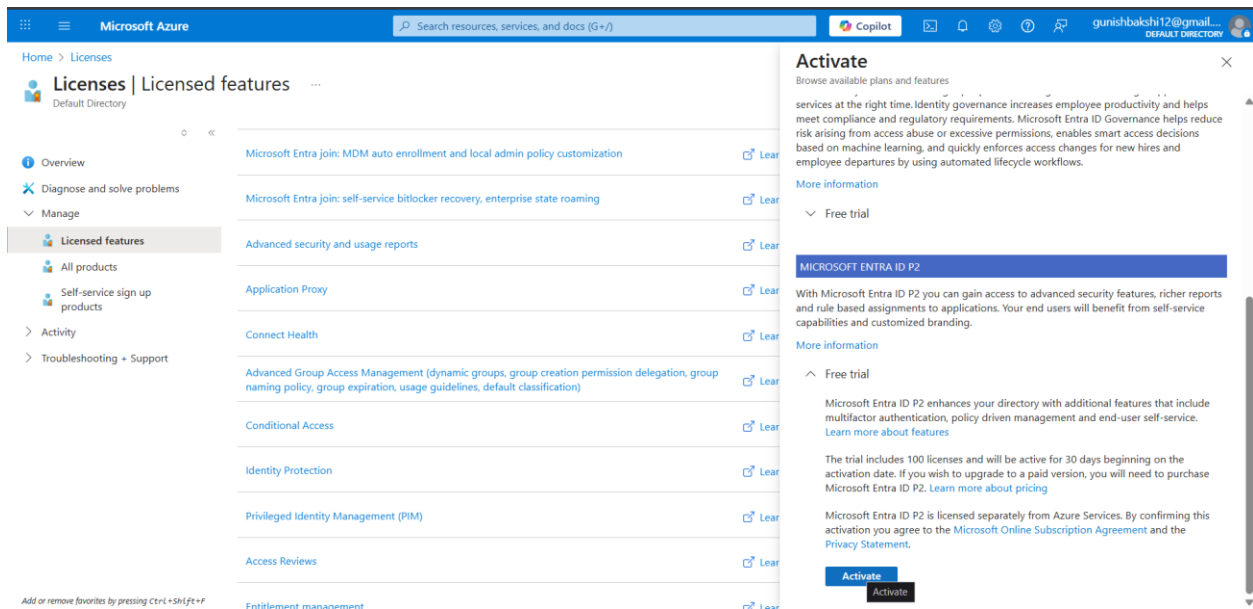 Microsoft Azure
Search resources, services, and docs (G+/)
Copilot
gunishbakshi12@gmail....
DEFAULT DIRECTORY
Home > Licenses
Licenses | Licensed features ...
Default Directory
Overview
Diagnose and solve problems
Manage
Licensed features
All products
Self-service sign up
products
Activity
Troubleshooting + Support
Add or remove favorites by pressing Ctrl+Shift+F
Microsoft Entra join: MDM auto enrollment and local admin policy customization
Lear
Microsoft Entra join: self-service bitlocker recovery, enterprise state roaming
Lear
Advanced security and usage reports
Lear
Application Proxy
Lear
Connect Health
Lear
Advanced Group Access Management (dynamic groups, group creation permission delegation, group
naming policy, group expiration, usage guidelines, default classification)
Lear
Conditional Access
Lear
Identity Protection
Lear
Privileged Identity Management (PIM)
Lear
Access Reviews
Lear
Entitlement management
Lear
Activate
Browse available plans and features
services at the right time. Identity governance increases employee productivity and helps
meet compliance and regulatory requirements. Microsoft Entra ID Governance helps reduce
risk arising from access abuse or excessive permissions, enables smart access decisions
based on machine learning, and quickly enforces access changes for new hires and
employee departures by using automated lifecycle workflows.
More information
Free trial
MICROSOFT ENTRA ID P2
With Microsoft Entra ID P2 you can gain access to advanced security features, richer reports
and rule based assignments to applications. Your end users will benefit from self-service
capabilities and customized branding.
More information
Free trial
Microsoft Entra ID P2 enhances your directory with additional features that include
multifactor authentication, policy driven management and end-user self-service.
Learn more about features
The trial includes 100 licenses and will be active for 30 days beginning on the
activation date. If you wish to upgrade to a paid version, you will need to purchase
Microsoft Entra ID P2. Learn more about pricing
Microsoft Entra ID P2 is licensed separately from Azure Services. By confirming this
activation you agree to the Microsoft Online Subscription Agreement and the
Privacy Statement.
Activate
Activate